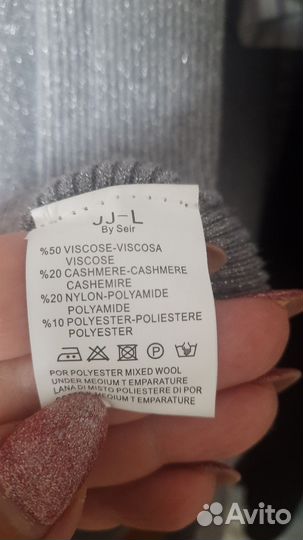 JJ-L
By Seir
%50 VISCOSE-VISCOSA
VISCOSE
%20 CASHMERE-CASHMERE
CASHEMIRE
%20 NYLON-POLYAMIDE
POLYAMIDE
%10 POLYESTER-POLIESTERE
POLYESTER
P
POR POLYESTER MIXED WOOL
UNDER MEOIUM T EMPARATURE
LANA DI MISTO POLIESTERE DI POR
MEOIUM T EMPARATURE
Avito